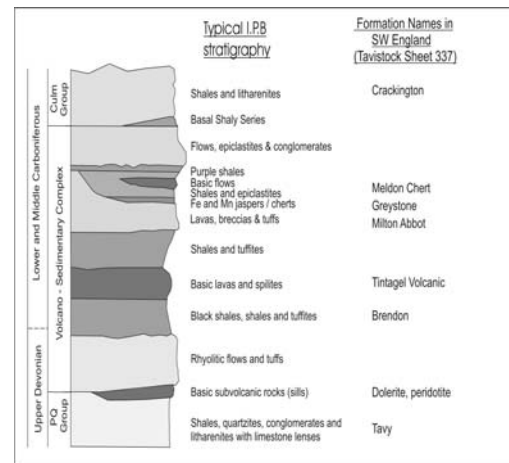 Typical I.P.B
stratigraphy
Formation Names in
SW England
(Tavistock Sheet 337)
Lower and Middle Carboniferous
Upper Devonian
Culm
Group
Volcano - Sedimentary Complex
PQ
Group
Shales and litharenites
Crackington
Basal Shaly Series
Flows, epiclastites & conglomerates
Purple shales
Basic flows
Shales and epiclastites
Meldon Chert
Fe and Mn jaspers / cherts
Greystone
Lavas, breccias & tuffs
Milton Abbot
Shales and tuffites
Basic lavas and spilites
Tintagel Volcanic
Black shales, shales and tuffites
Brendon
Rhyolitic flows and tuffs
Basic subvolcanic rocks (sills)
Dolerite, peridotite
Shales, quartzites, conglomerates and
litharenites with limestone lenses
Tavy